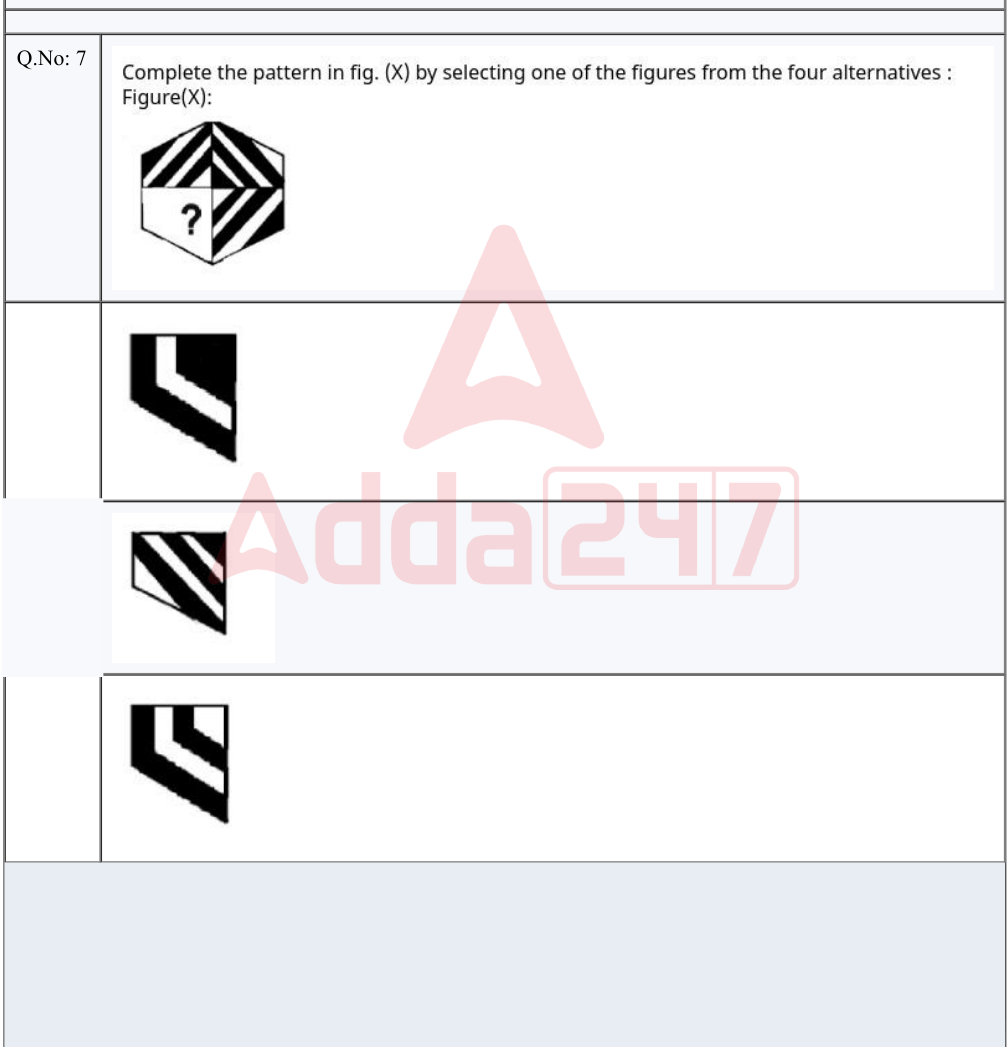 Q.No: 7
Complete the pattern in fig. (X) by selecting one of the figures from the four alternatives :
Figure(X):
?
Adda247